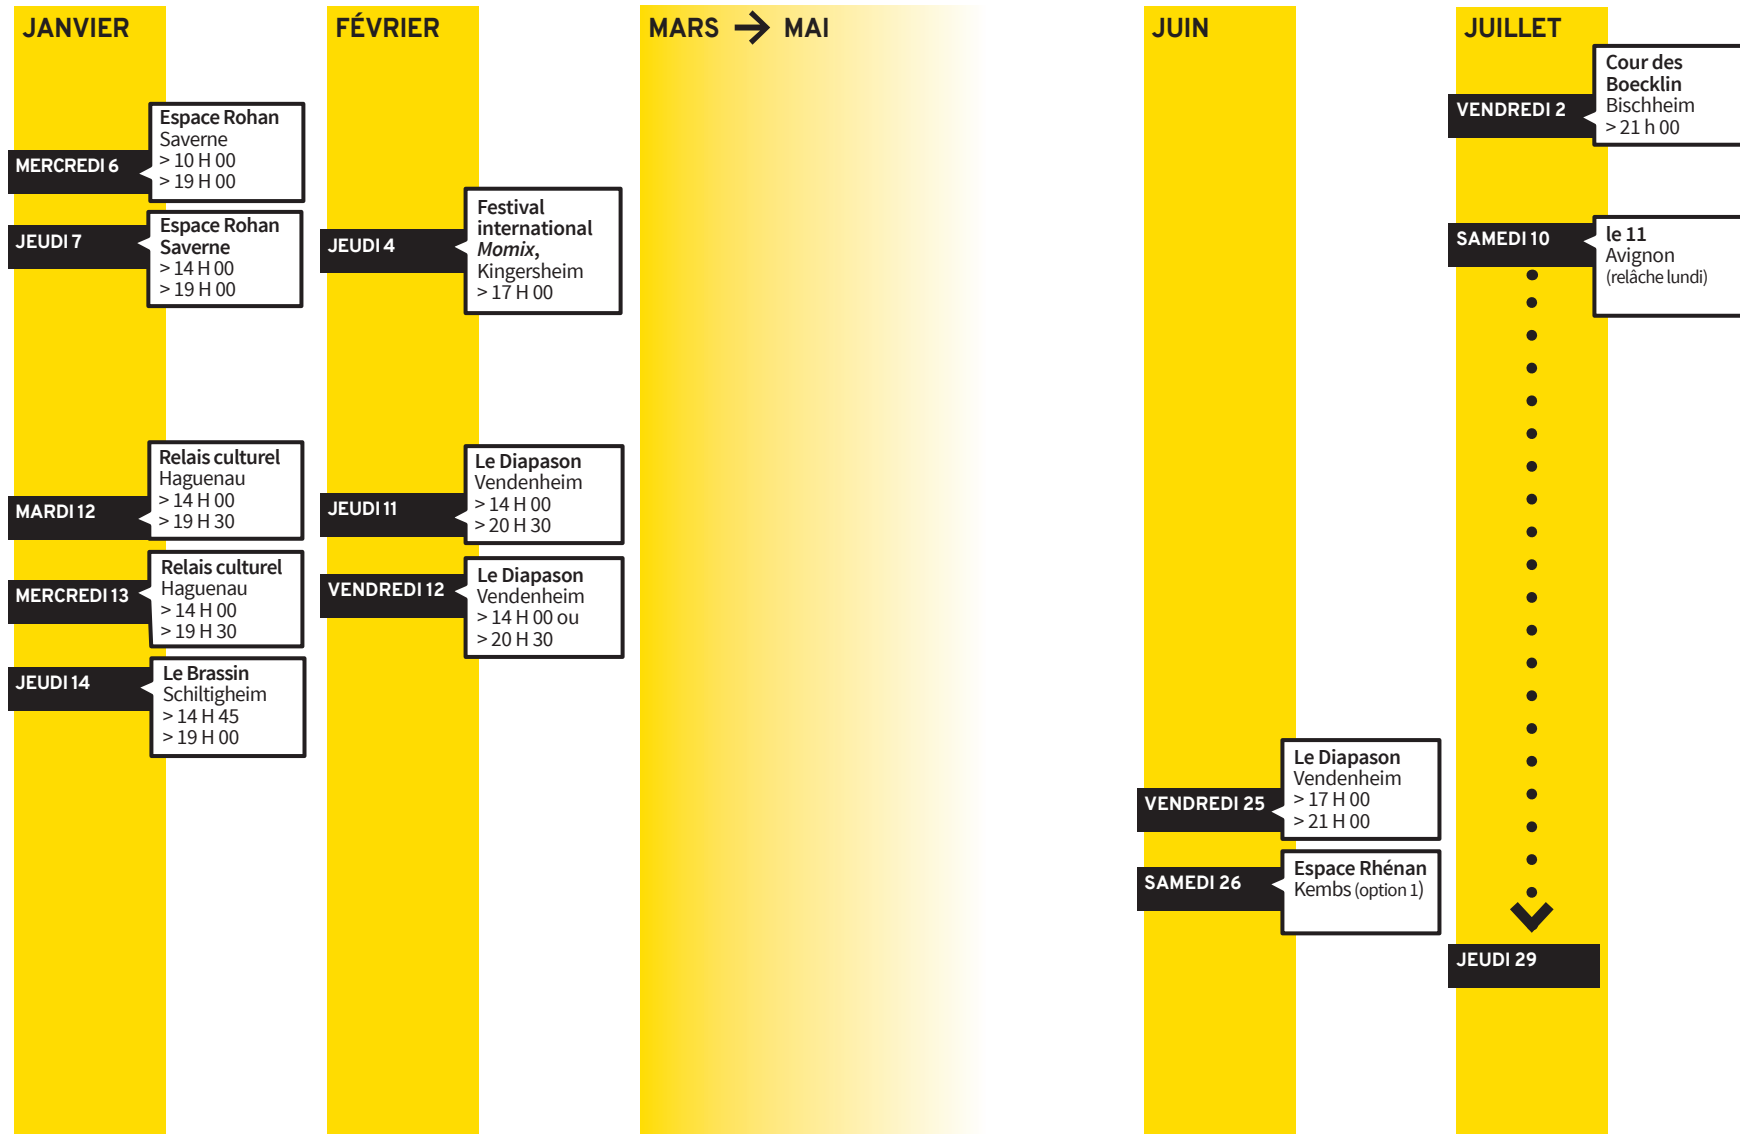 JANVIER
MERCREDI 6
Espace Rohan
Saverne
> 10 H 00
> 19 H 00
JEUDI 7
Espace Rohan
Saverne
> 14 H 00
> 19 H 00
MARDI 12
Relais culturel
Haguenau
> 14 H 00
> 19 H 30
MERCREDI 13
Relais culturel
Haguenau
> 14 H 00
> 19 H 30
JEUDI 14
Le Brassin
Schiltigheim
> 14 H 45
> 19 H 00
FÉVRIER
JEUDI 4
Festival
international
Momix,
Kingersheim
> 17 H 00
JEUDI 11
Le Diapason
Vendenheim
> 14 H 00
> 20 H 30
VENDREDI 12
Le Diapason
Vendenheim
> 14 H 00 ou
> 20 H 30
MARS → MAI
JUIN
VENDREDI 25
Le Diapason
Vendenheim
> 17 H 00
> 21 H 00
SAMEDI 26
Espace Rhénan
Kembs (option 1)
JUILLET
VENDREDI 2
Cour des
Boecklin
Bischheim
> 21 h 00
SAMEDI 10
le 11
Avignon
(relâche lundi)
JEUDI 29